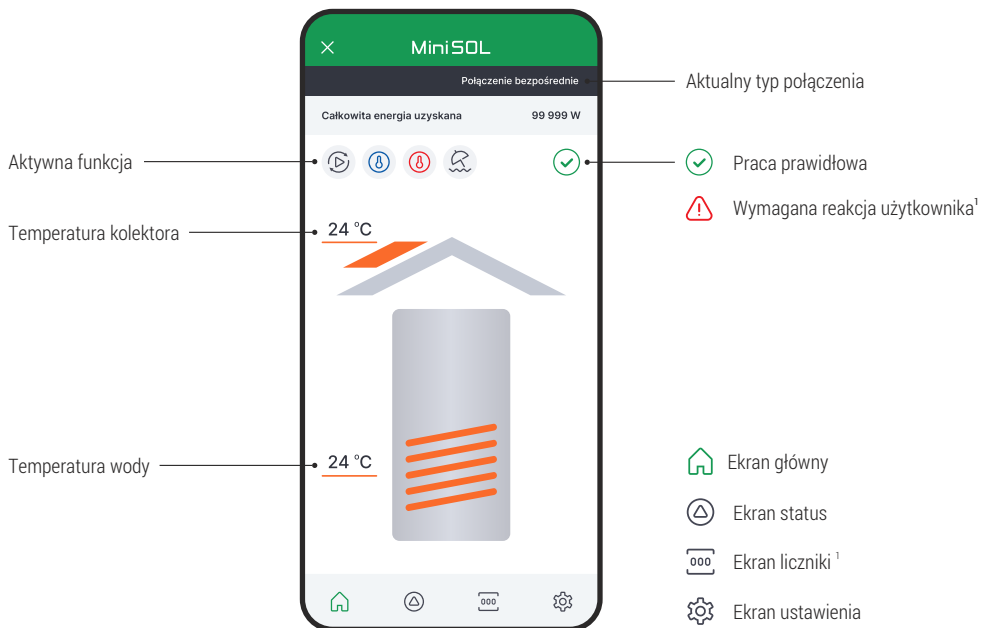 MiniSOL
Połączenie bezpośrednie
Aktualny typ połączenia
Całkowita energia uzyskana 99 999 W
Aktywna funkcja
Praca prawidłowa
Wymagana reakcja użytkownika¹
Temperatura kolektora
24 °C
Temperatura wody
24 °C
Ekran główny
Ekran status
000 Ekran liczniki ¹
000
Ekran ustawienia